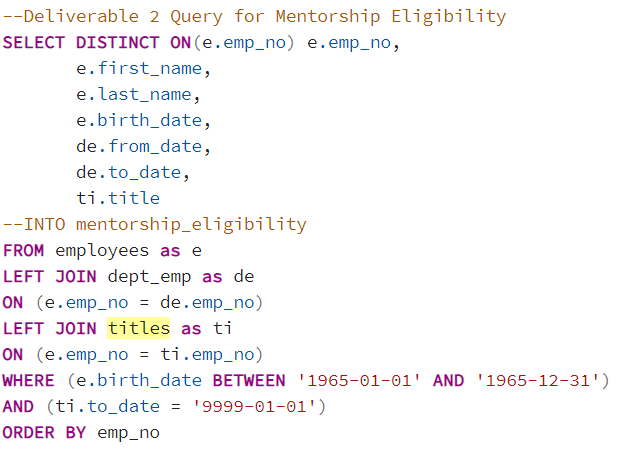 --Deliverable 2 Query for Mentorship Eligibility
SELECT DISTINCT ON(e.emp_no) e.emp_no,
       e.first_name,
       e.last_name,
       e.birth_date,
       de.from_date,
       de.to_date,
       ti.title
--INTO mentorship_eligibility
FROM employees as e
LEFT JOIN dept_emp as de
ON (e.emp_no = de.emp_no)
LEFT JOIN titles as ti
ON (e.emp_no = ti.emp_no)
WHERE (e.birth_date BETWEEN '1965-01-01' AND '1965-12-31')
AND (ti.to_date = '9999-01-01')
ORDER BY emp_no